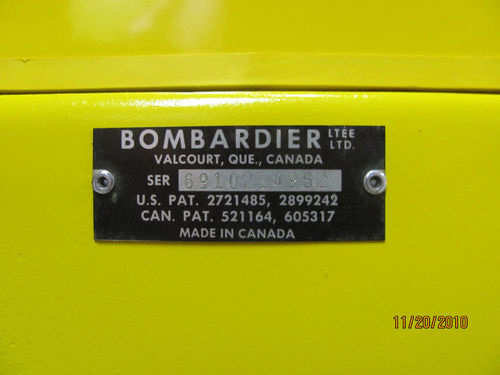 BOMBARDIER LTÉE LTD.
VALCOURT, QUE., CANADA
SER
U.S. PAT. 2721485, 2899242
CAN. PAT. 521164, 605317
MADE IN CANADA
11/20/2010